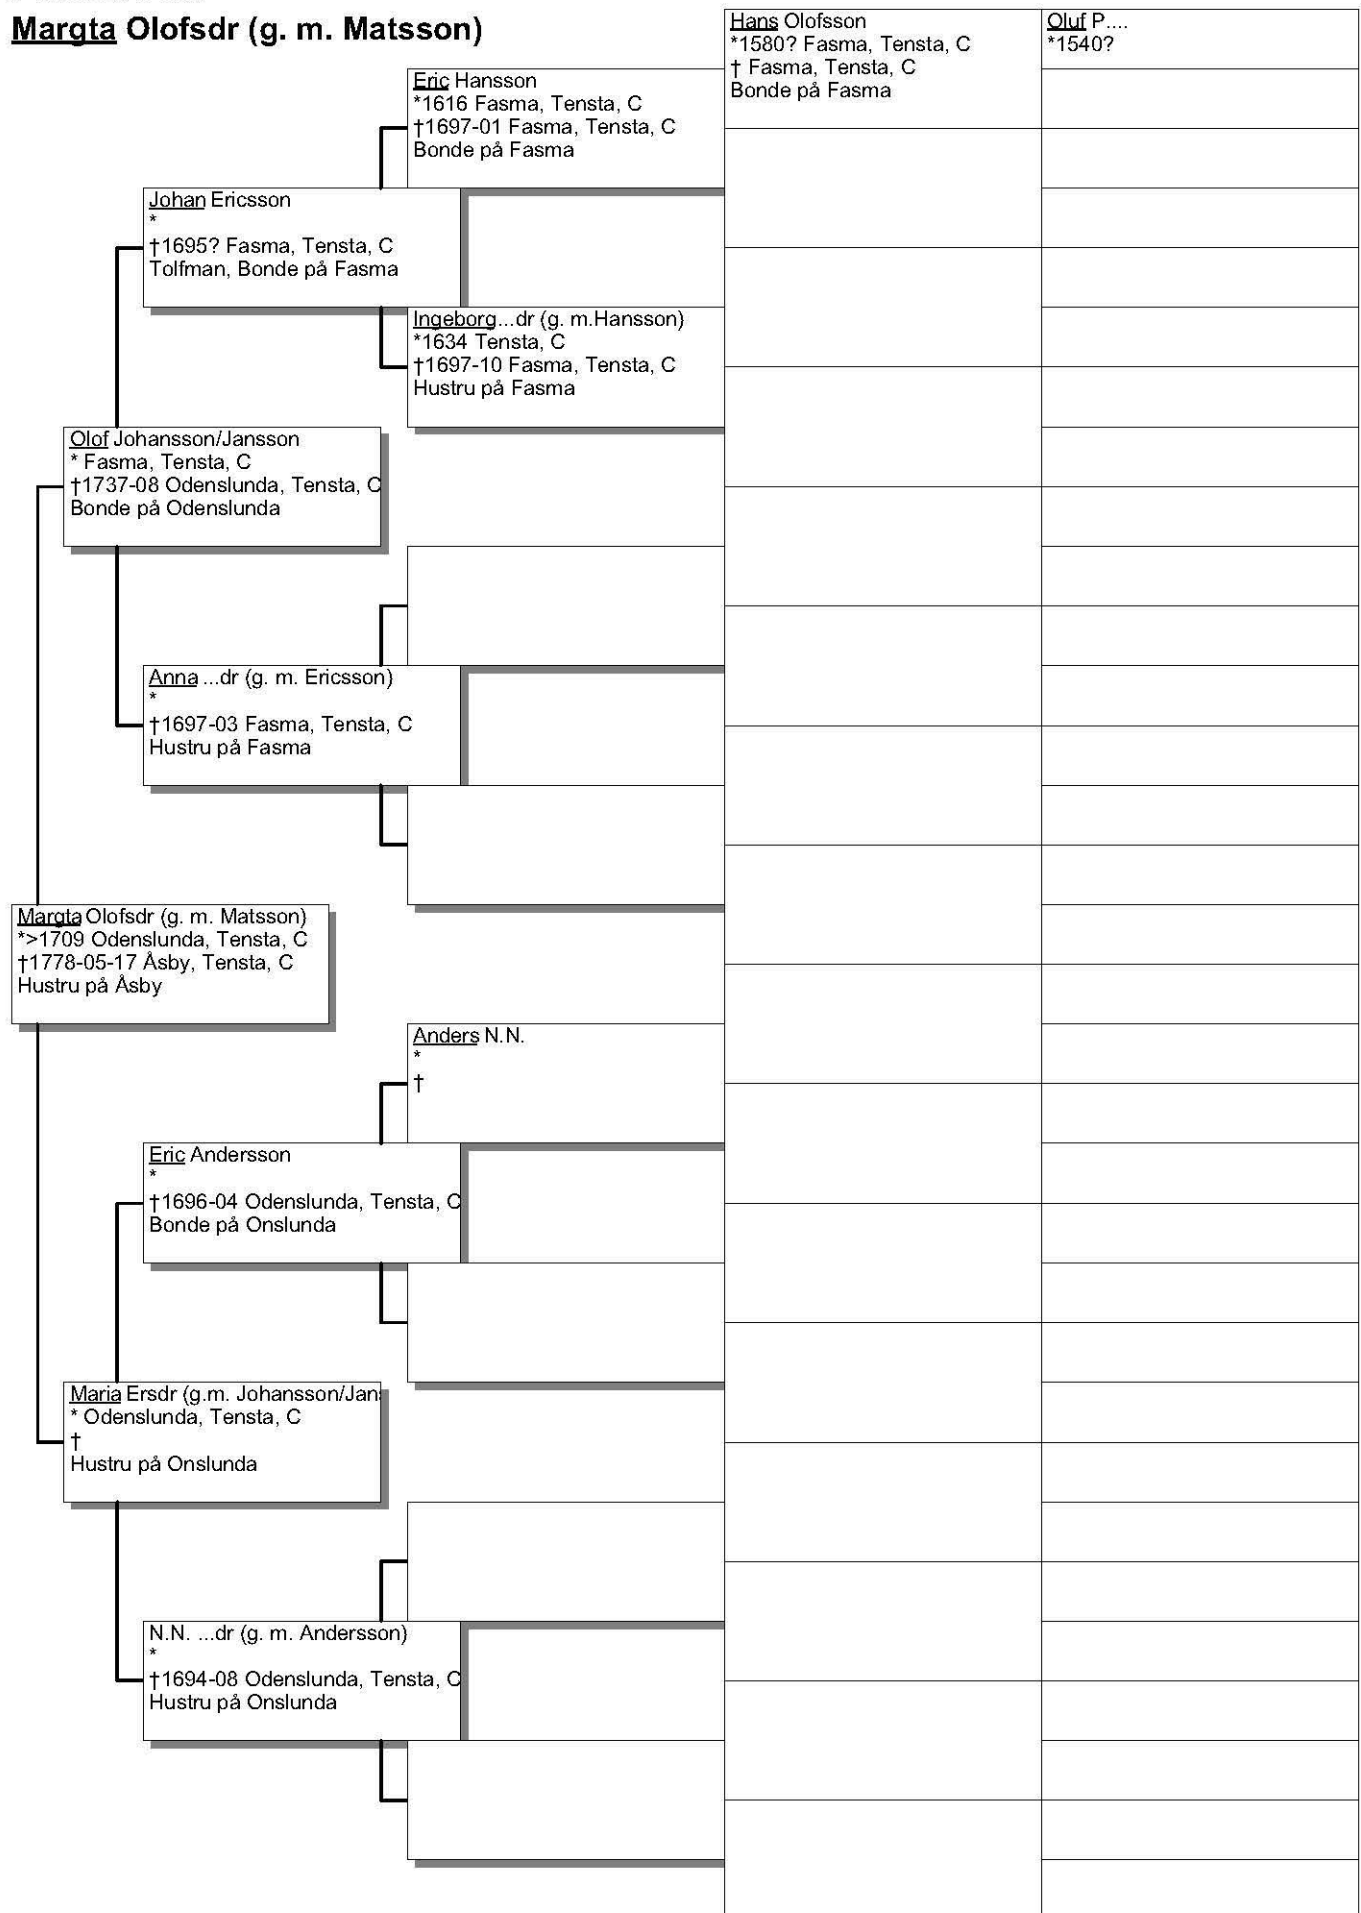 Margta Olofsdr (g. m. Matsson)
Hans Olofsson
*1580? Fasma, Tensta, C
† Fasma, Tensta, C
Bonde på Fasma
Oluf P....
*1540?
Eric Hansson
*1616 Fasma, Tensta, C
†1697-01 Fasma, Tensta, C
Bonde på Fasma
Johan Ericsson
*
†1695? Fasma, Tensta, C
Tolfman, Bonde på Fasma
Ingeborg...dr (g. m.Hansson)
*1634 Tensta, C
†1697-10 Fasma, Tensta, C
Hustru på Fasma
Olof Johansson/Jansson
* Fasma, Tensta, C
†1737-08 Odenslunda, Tensta, C
Bonde på Odenslunda
Anna ...dr (g. m. Ericsson)
*
†1697-03 Fasma, Tensta, C
Hustru på Fasma
Margta Olofsdr (g. m. Matsson)
*>1709 Odenslunda, Tensta, C
†1778-05-17 Åsby, Tensta, C
Hustru på Åsby
Anders N.N.
*
†
Eric Andersson
*
†1696-04 Odenslunda, Tensta, C
Bonde på Onslunda
Maria Ersdr (g.m. Johansson/Jan
* Odenslunda, Tensta, C
†
Hustru på Onslunda
N.N. ...dr (g. m. Andersson)
*
†1694-08 Odenslunda, Tensta, C
Hustru på Onslunda